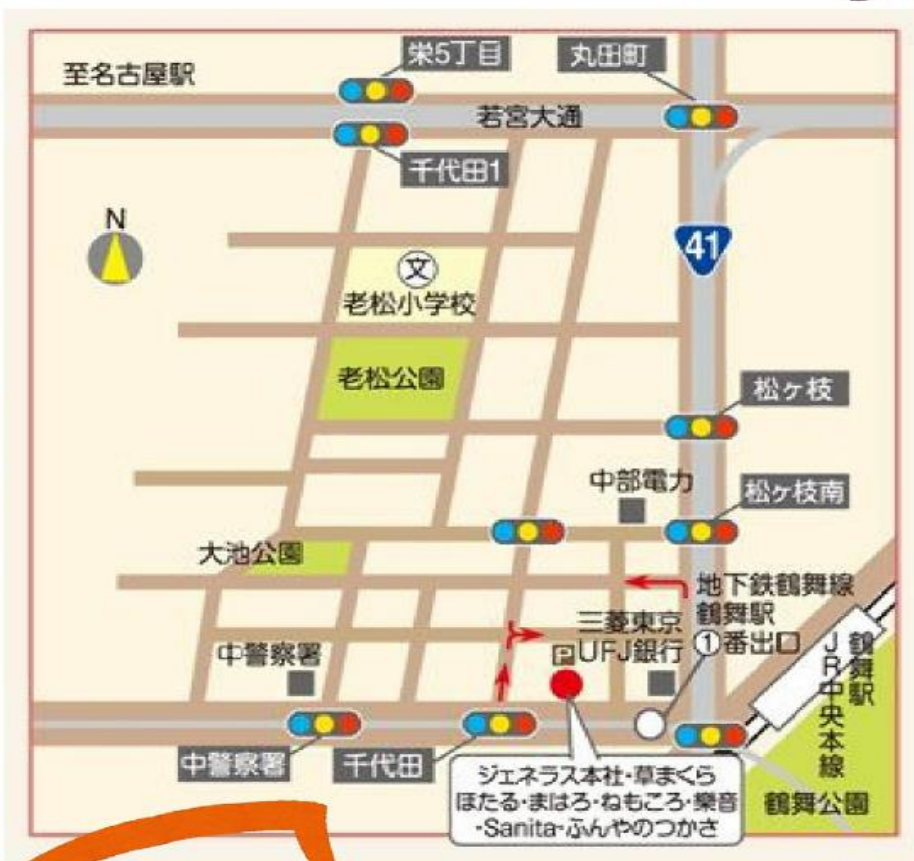 栄5丁目
丸田町
至名古屋駅
若宮大通
千代田1
N
41
文
老松小学校
老松公園
松ヶ枝
中部電力
松ヶ枝南
大池公園
地下鉄鶴舞線
鶴舞駅
①番出口
三菱東京
UFJ銀行
P
中警察署
鶴舞駅
JR中央本線
中警察署
千代田
鶴舞公園
ジェネラス本社・草まくら
ほたる・まはろ・ねもころ・樂音
・Sanita・ふんやのつかさ